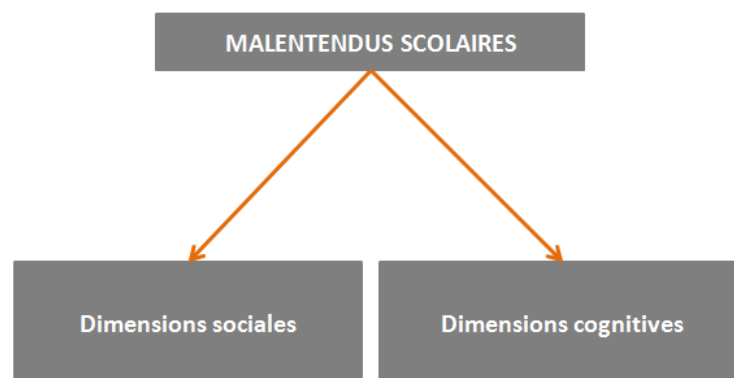 MALENTENDUS SCOLAIRES
Dimensions sociales
Dimensions cognitives